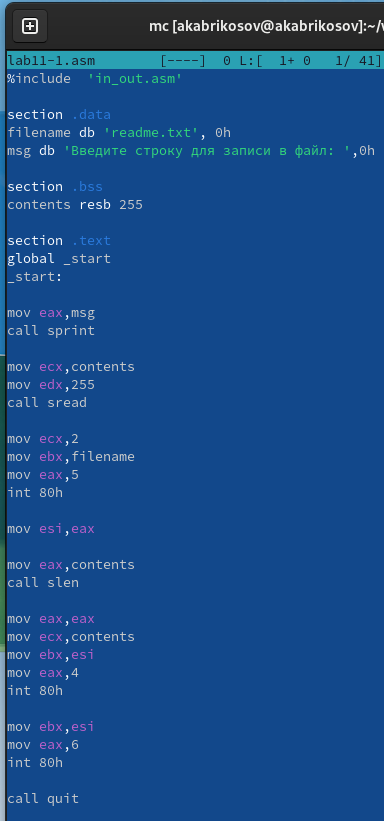 mc [akabrikosov@akabrikosov]:~/
lab11-1.asm [----] 0 L:[ 1+ 0 1/ 41]
%include 'in_out.asm'
section .data
filename db 'readme.txt', 0h
msg db 'Введите строку для записи в файл: ',0h
section .bss
contents resb 255
section .text
global _start
_start:
mov eax,msg
call sprint
mov ecx,contents
mov edx,255
call sread
mov ecx,2
mov ebx,filename
mov eax,5
int 80h
mov esi,eax
mov eax,contents
call slen
mov eax,eax
mov ecx,contents
mov ebx,esi
mov eax,4
int 80h
mov ebx,esi
mov eax,6
int 80h
call quit